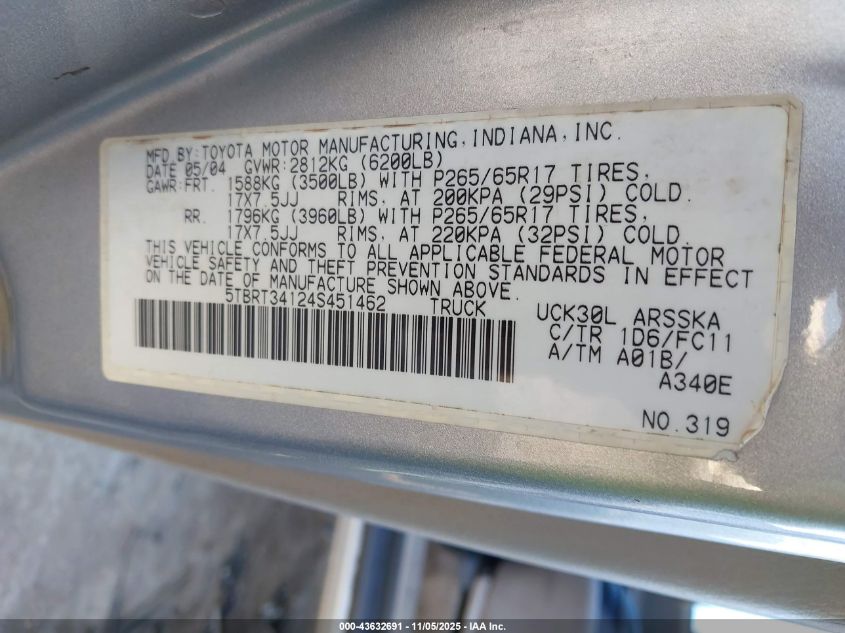 MFD BY:TOYOTA MOTOR MANUFACTURING, INDIANA, INC.
DATE 05/04 GVWR:2812KG (6200LB)
GAWR:FRT. 1588KG (3500LB) WITH P265/65R17 TIRES,
17X7.5JJ RIMS, AT 200KPA (29PSI) COLD.
RR. 1796KG (3960LB) WITH P265/65R17 TIRES,
17X7.5JJ RIMS, AT 220KPA (32PSI) COLD
THIS VEHICLE CONFORMS TO ALL APPLICABLE FEDERAL MOTOR
VEHICLE SAFETY AND THEFT PREVENTION STANDARDS IN EFFECT
ON THE DATE OF MANUFACTURE SHOWN ABOVE.
5TBRT34124S451462 TRUCK
UCK30L ARSSKA
C/TR 1D6/FC11
A/TM A01B/
A340E
NO.319
000-43632691 - 11/05/2025 - IAA Inc.